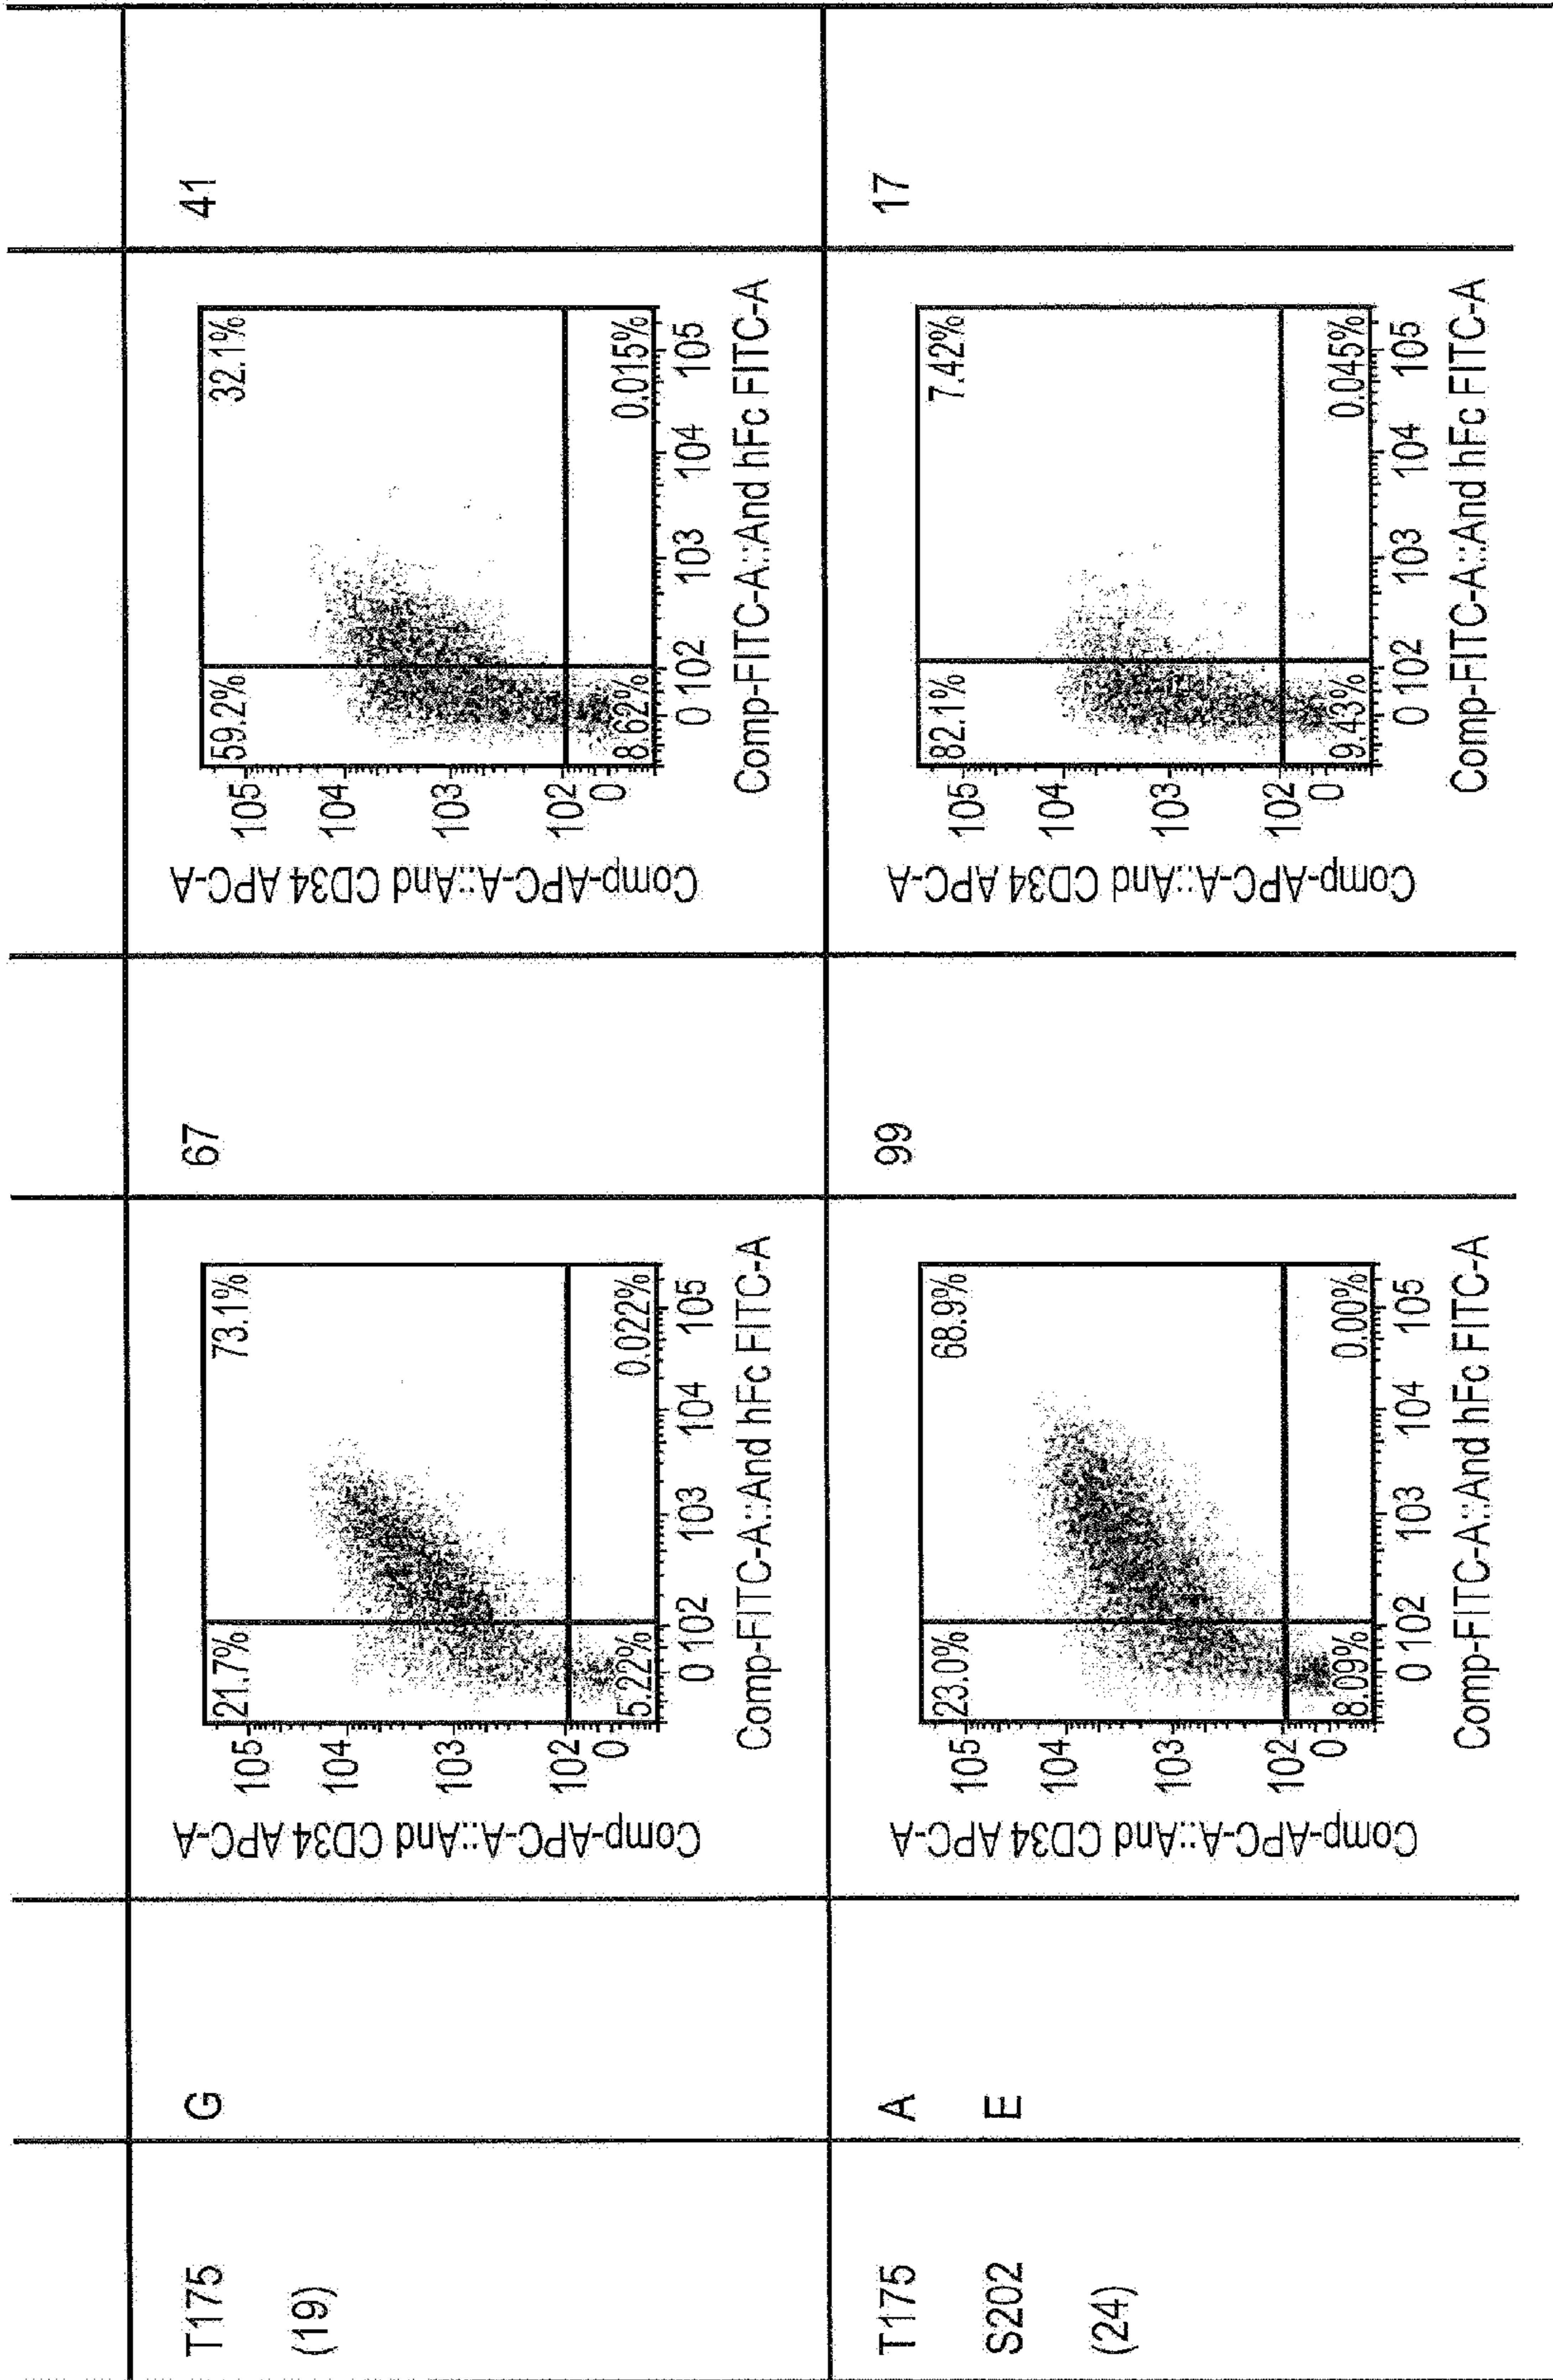 T175
(19)
G
Comp-APC-A::And CD34 APC-A
105
104
103
102
0
21.7%
73.1%
5.22%
0.022%
0 102 103 104 105
Comp-FITC-A::And hFc FITC-A
67
Comp-APC-A::And CD34 APC-A
105
104
103
102
0
59.2%
32.1%
8.62%
0.015%
0 102 103 104 105
Comp-FITC-A::And hFc FITC-A
41
T175
S202
(24)
A
E
Comp-APC-A::And CD34 APC-A
105
104
103
102
0
23.0%
68.9%
8.09%
0.00%
0 102 103 104 105
Comp-FITC-A::And hFc FITC-A
99
Comp-APC-A::And CD34 APC-A
105
104
103
102
0
82.1%
7.42%
9.43%
0.045%
0 102 103 104 105
Comp-FITC-A::And hFc FITC-A
17